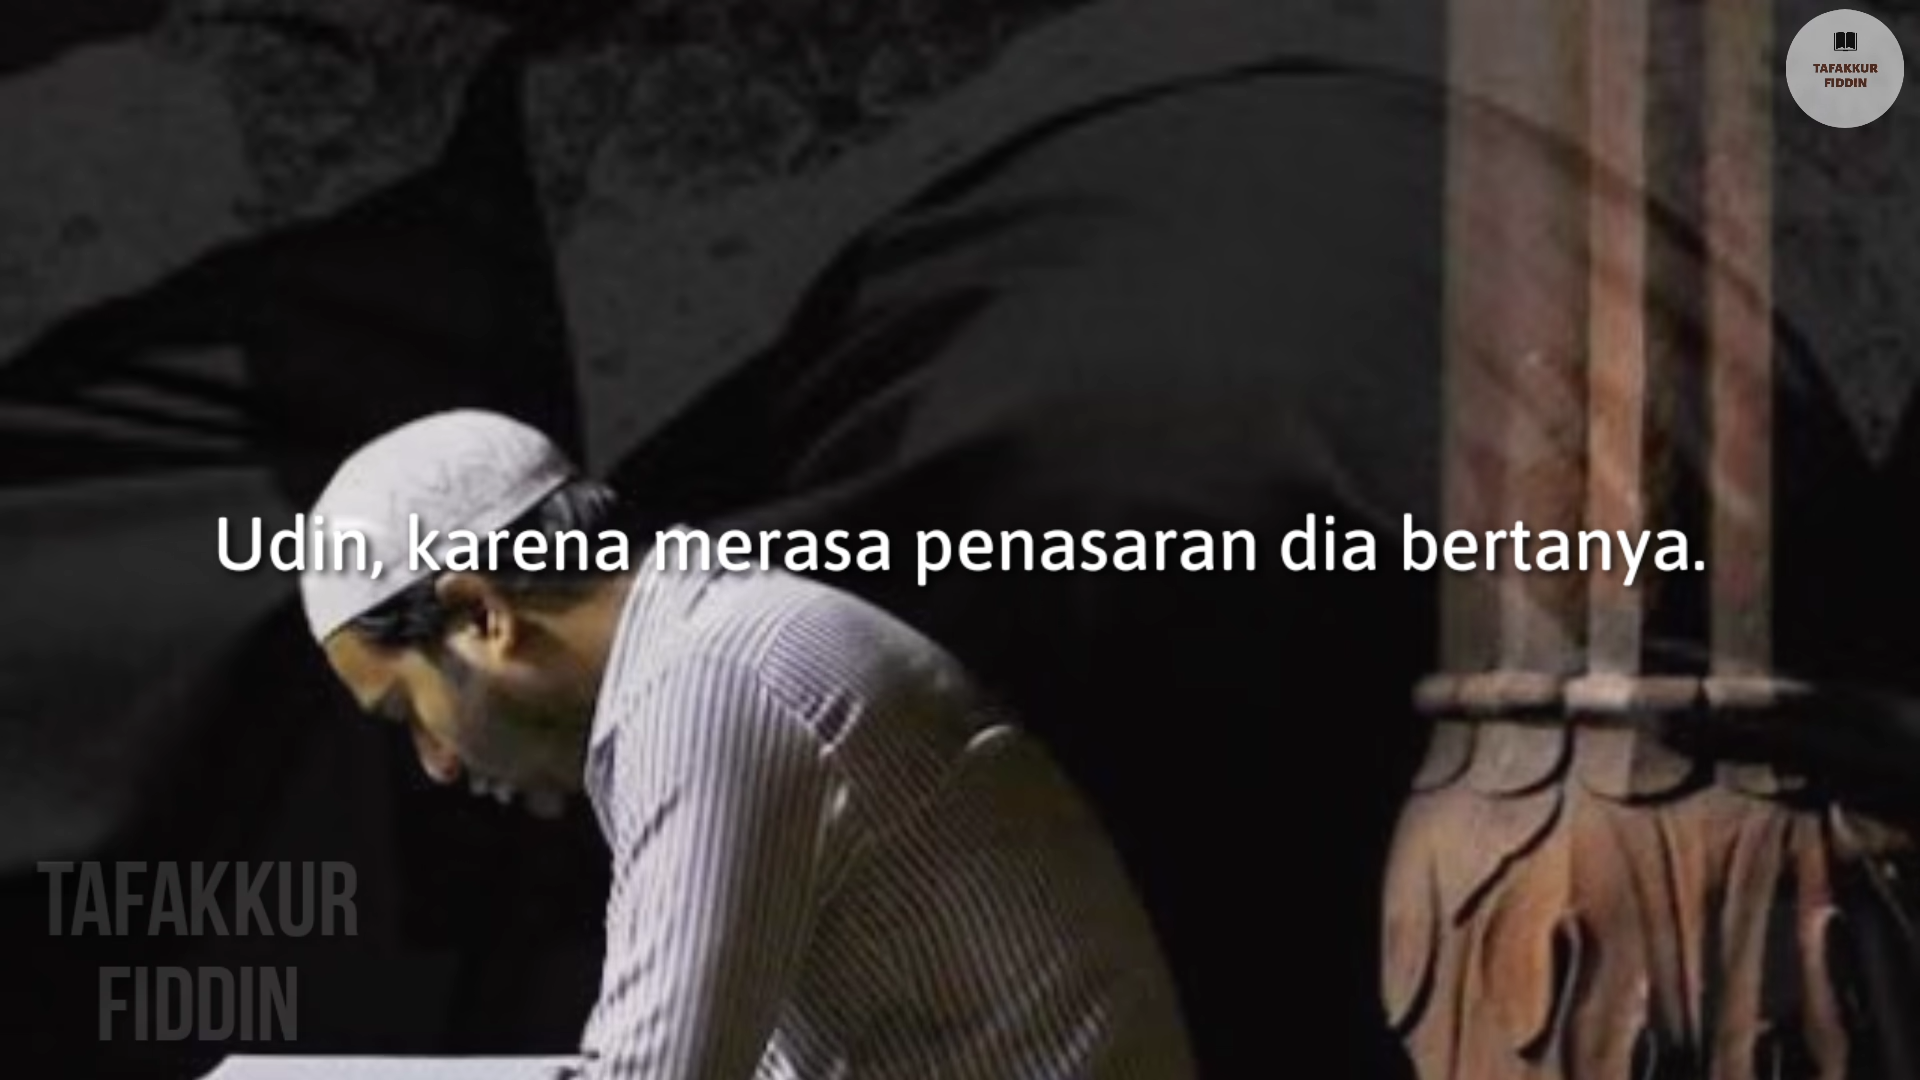 TAFAKKUR
FIDDIN
Udin, karena merasa penasaran dia bertanya.
TAFAKKUR
FIDDIN